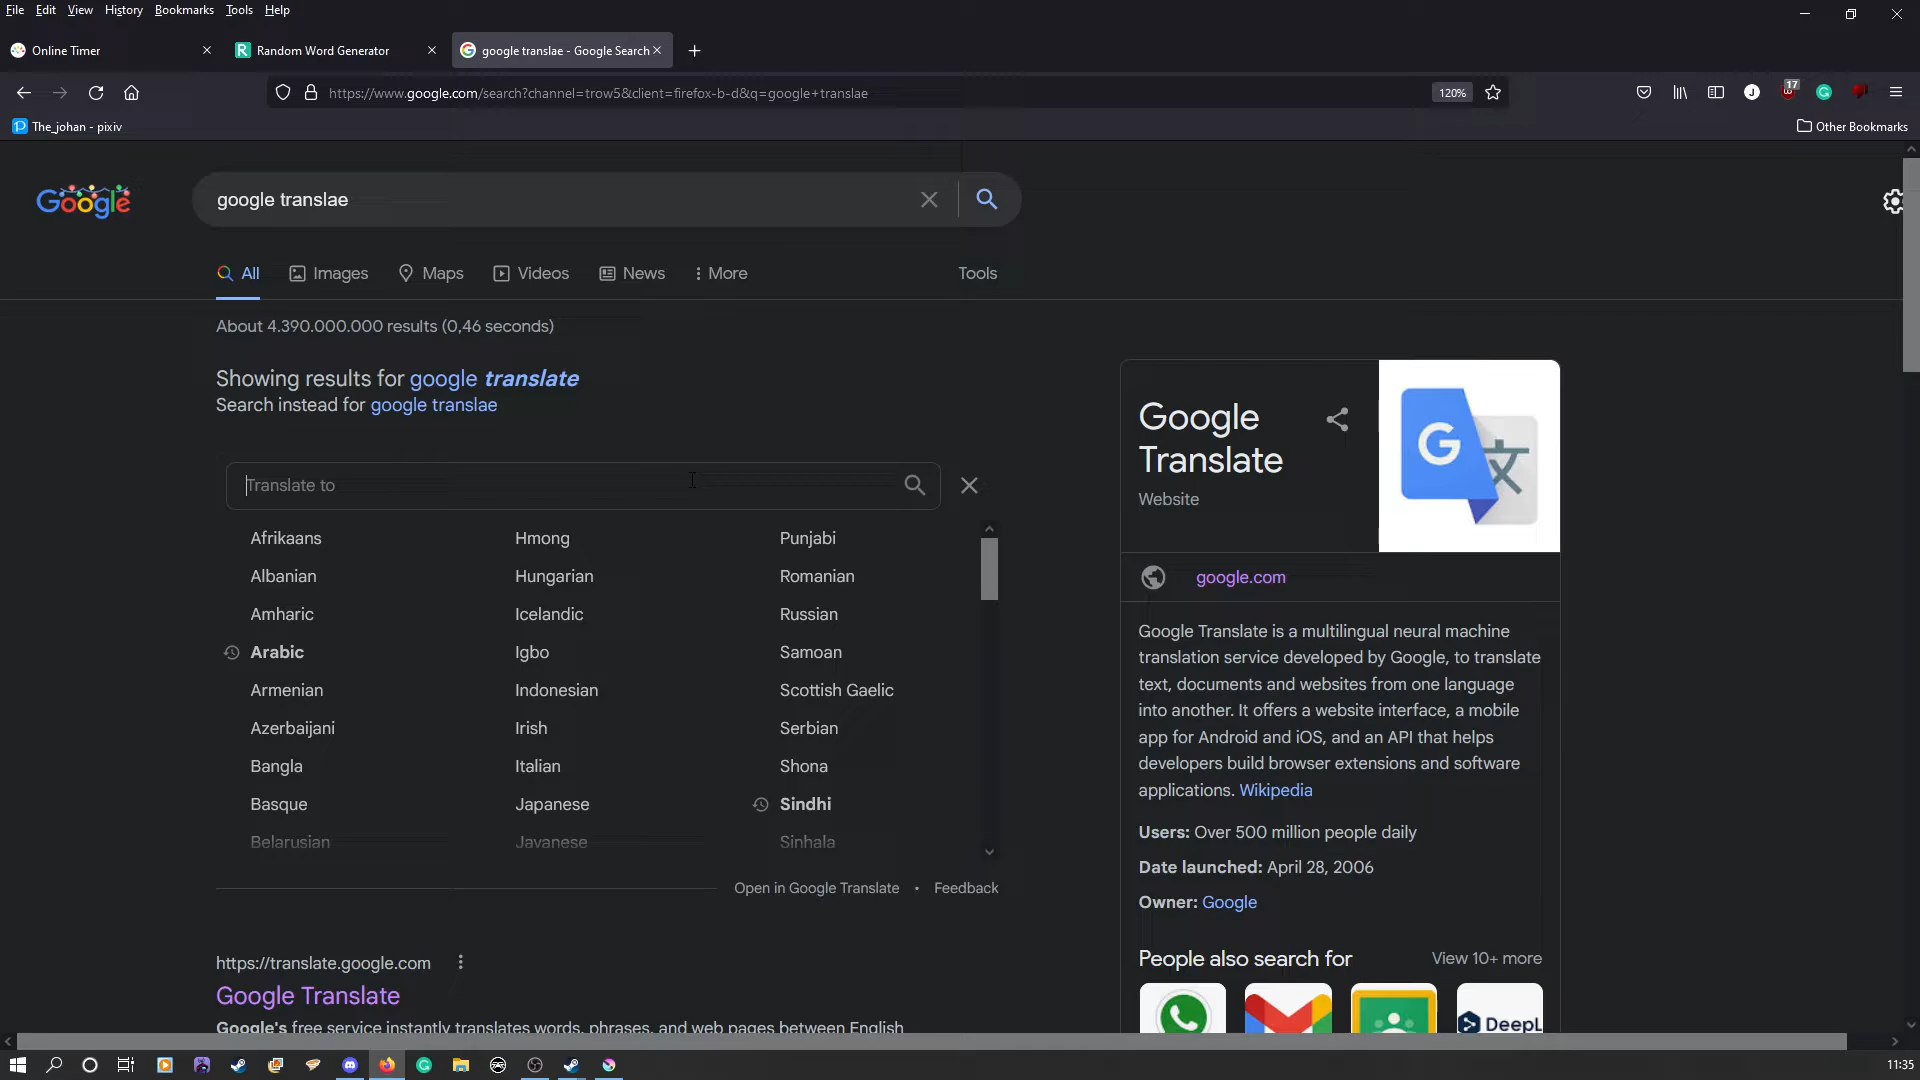 File Edit View History Bookmarks Tools Help
Online Timer
Random Word Generator
google translae - Google Search
https://www.google.com/search?channel=trow5&client=firefox-b-d&q=google+translae
120%
17
J
The_johan - pixiv
Other Bookmarks
Google
google translae
All
Images
Maps
Videos
News
More
Tools
About 4.390.000.000 results (0,46 seconds)
Showing results for google translate
Search instead for google translae
Translate to
Afrikaans Hmong Punjabi
Albanian Hungarian Romanian
Amharic Icelandic Russian
Arabic Igbo Samoan
Armenian Indonesian Scottish Gaelic
Azerbaijani Irish Serbian
Bangla Italian Shona
Basque Japanese Sindhi
Belarusian Javanese Sinhala
Open in Google Translate • Feedback
https://translate.google.com
Google Translate
Google's free service instantly translates words, phrases, and web pages between English
Google
Translate
Website
G
文
google.com
Google Translate is a multilingual neural machine
translation service developed by Google, to translate
text, documents and websites from one language
into another. It offers a website interface, a mobile
app for Android and iOS, and an API that helps
developers build browser extensions and software
applications. Wikipedia
Users: Over 500 million people daily
Date launched: April 28, 2006
Owner: Google
People also search for
View 10+ more
DeepL
11:35